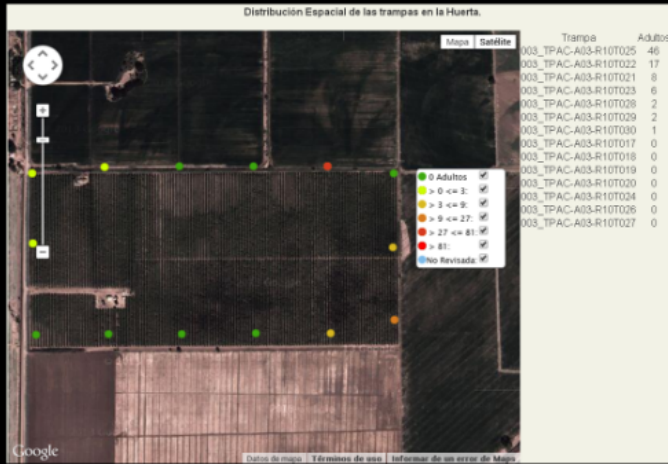 Distribución Espacial de las trampas en la Huerta.
Mapa Satélite
Trampa Adultos
003_TPAC-A03-R10T025 46
003_TPAC-A03-R10T022 17
003_TPAC-A03-R10T021 8
003_TPAC-A03-R10T023 6
003_TPAC-A03-R10T028 2
003_TPAC-A03-R10T029 2
003_TPAC-A03-R10T030 1
003_TPAC-A03-R10T017 0
003_TPAC-A03-R10T018 0
003_TPAC-A03-R10T019 0
003_TPAC-A03-R10T020 0
003_TPAC-A03-R10T024 0
003_TPAC-A03-R10T026 0
003_TPAC-A03-R10T027 0
0 Adultos
> 0 <= 3:
> 3 <= 9:
> 9 <= 27:
> 27 <= 81:
> 81:
No Revisada:
Google
Datos de mapa Términos de uso Informar de un error de Maps